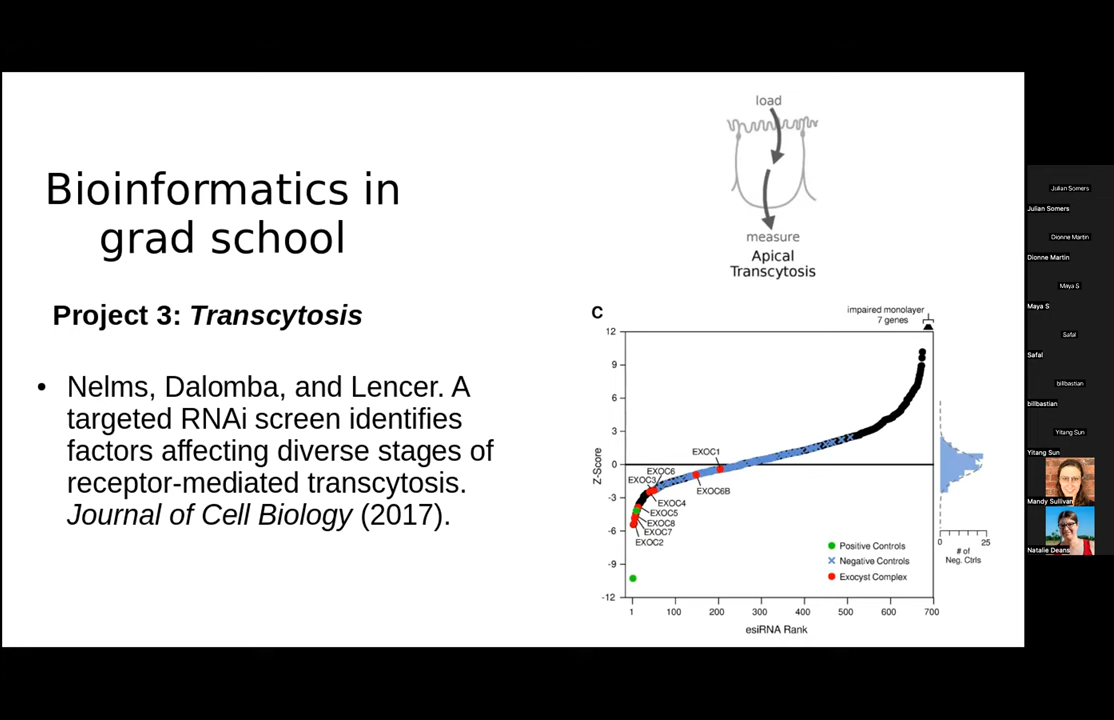 Bioinformatics in
grad school
Project 3: Transcytosis
• Nelms, Dalomba, and Lencer. A
targeted RNAi screen identifies
factors affecting diverse stages of
receptor-mediated transcytosis.
Journal of Cell Biology (2017).
load
measure
Apical
Transcytosis
C
impaired monolayer
7 genes
12
9
6
3
0
-3
-6
-9
-12
Z-Score
EXOC1
EXOC6
EXOC3
EXOC6B
EXOC4
EXOC5
EXOC8
EXOC7
EXOC2
Positive Controls
Negative Controls
Exocyst Complex
1 100 200 300 400 500 600 700
esiRNA Rank
0 25
# of
Neg. Ctrls
Julian Somers
Julian Somers
Dionne Martin
Dionne Martin
Maya S
Maya S
Safal
Safal
billbastian
billbastian
Yitang Sun
Yitang Sun
Mandy Sullivan
Natalie Deans